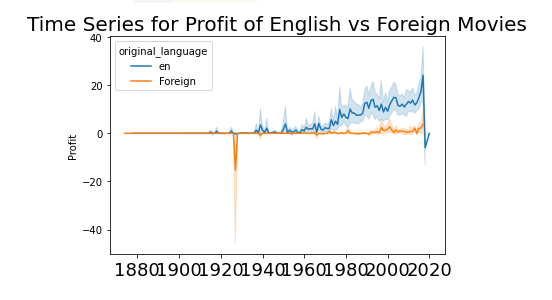 Time Series for Profit of English vs Foreign Movies
40
original_language
en
Foreign
20
0
Profit
−20
−40
1880 1900 1920 1940 1960 1980 2000 2020